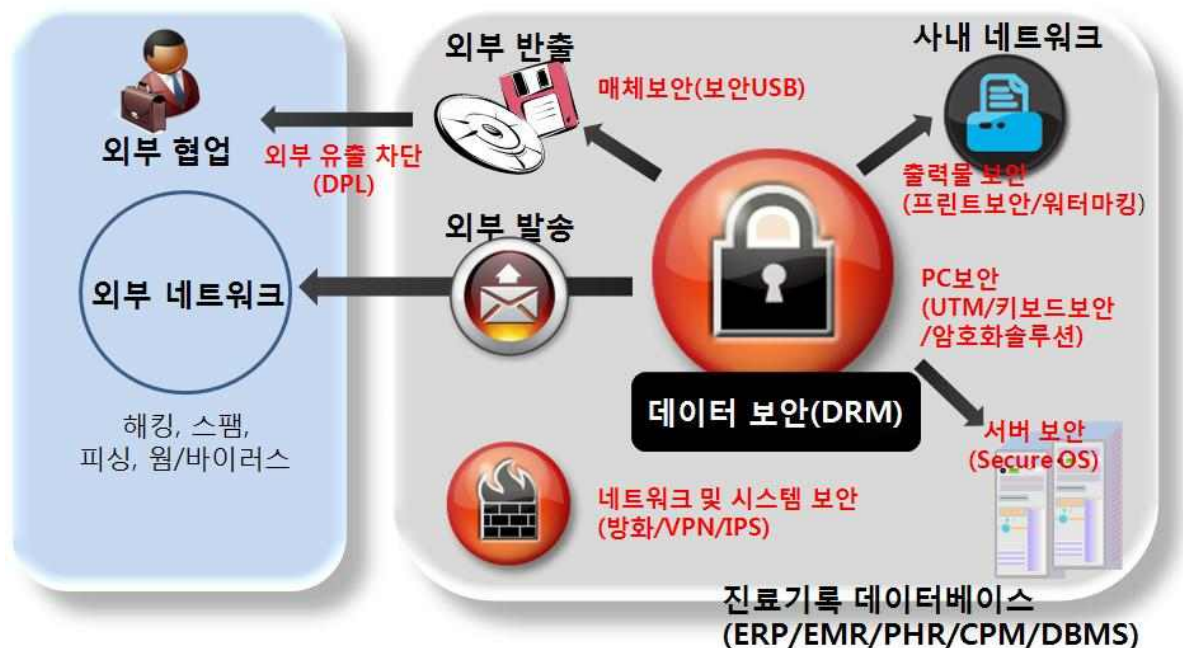 외부 반출
사내 네트워크
매체보안(보안USB)
외부 협업
외부 유출 차단
(DPL)
출력물 보안
(프린트보안/워터마킹)
외부 발송
외부 네트워크
PC보안
(UTM/키보드보안
/암호화솔루션)
데이터 보안(DRM)
해킹, 스팸,
피싱, 웜/바이러스
서버 보안
(Secure OS)
네트워크 및 시스템 보안
(방화/VPN/IPS)
진료기록 데이터베이스
(ERP/EMR/PHR/CPM/DBMS)